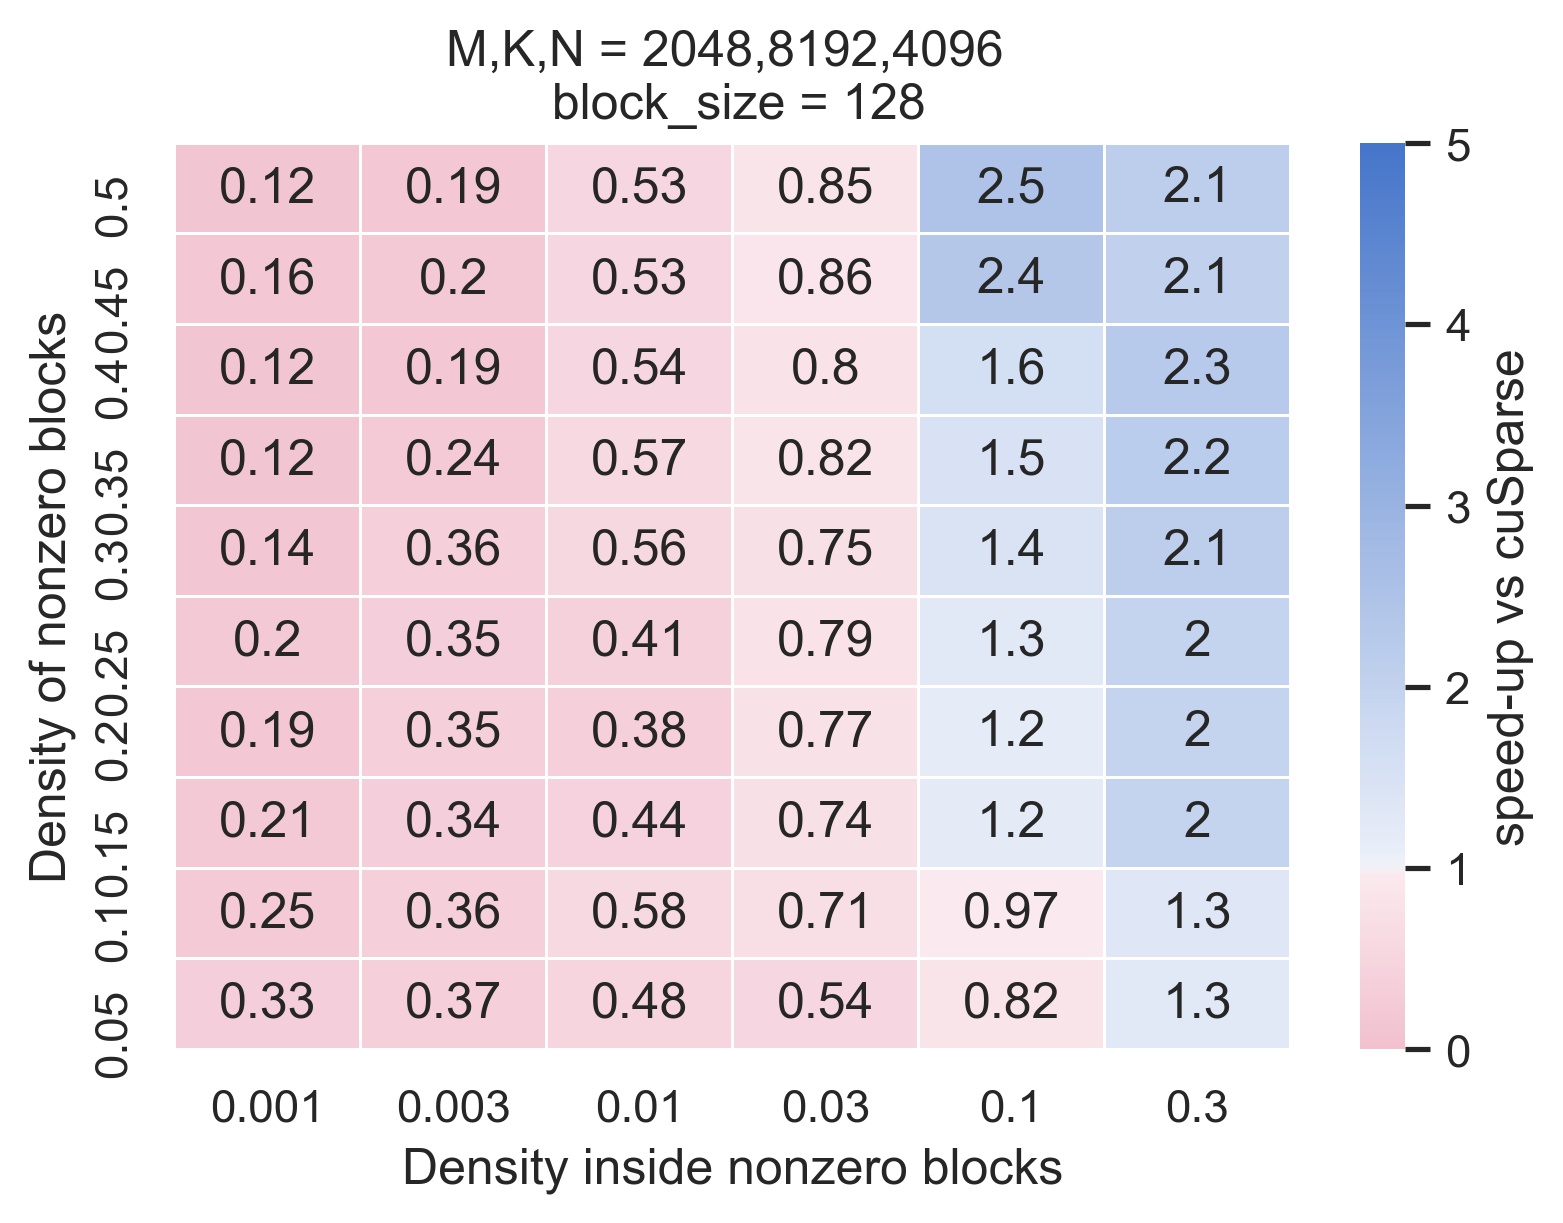 M,K,N = 2048,8192,4096
block_size = 128
Density of nonzero blocks
0.5 0.12 0.19 0.53 0.85 2.5 2.1
0.45 0.16 0.2 0.53 0.86 2.4 2.1
0.4 0.12 0.19 0.54 0.8 1.6 2.3
0.35 0.12 0.24 0.57 0.82 1.5 2.2
0.3 0.14 0.36 0.56 0.75 1.4 2.1
0.25 0.2 0.35 0.41 0.79 1.3 2
0.2 0.19 0.35 0.38 0.77 1.2 2
0.15 0.21 0.34 0.44 0.74 1.2 2
0.1 0.25 0.36 0.58 0.71 0.97 1.3
0.05 0.33 0.37 0.48 0.54 0.82 1.3
0.001 0.003 0.01 0.03 0.1 0.3
Density inside nonzero blocks
5
4
3
2
1
0
speed-up vs cuSparse